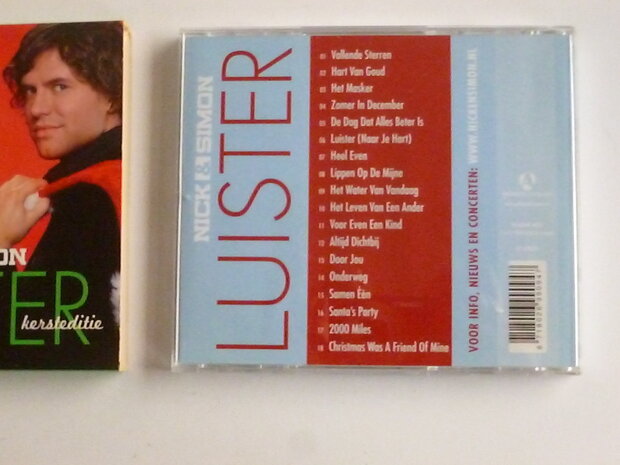 ON
TER
kersteditie
NICK & SIMON
LUISTER
01 Vallende Sterren
02 Hart Van Goud
03 Het Masker
04 Zomer In December
05 De Dag Dat Alles Beter Is
06 Luister (Naar Je Hart)
07 Heel Even
08 Lippen Op De Mijne
09 Het Water Van Vandaag
10 Het Leven Van Een Ander
11 Voor Even Een Kind
12 Altijd Dichtbij
13 Door Jou
14 Onderweg
15 Samen Één
16 Santa's Party
17 2000 Miles
18 Christmas Was A Friend Of Mine
VOOR INFO, NIEUWS EN CONCERTEN: WWW.NICKENSIMON.NL